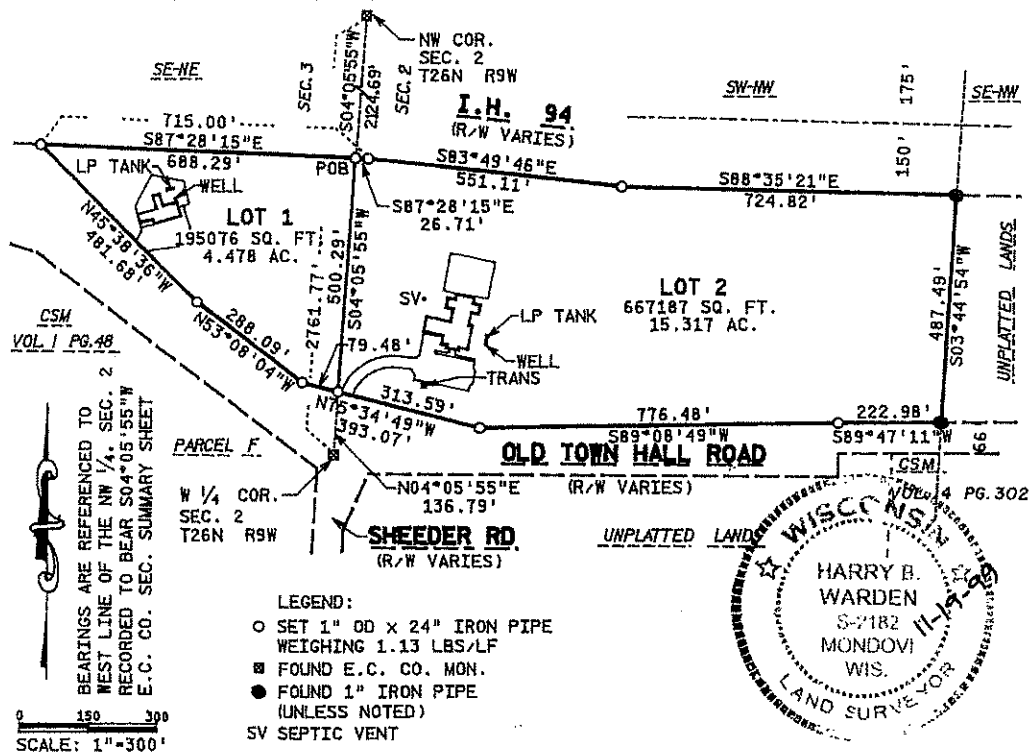 NW COR.
SEC. 2
T26N R9W
SE-NE
SEC. 3
S04°05'55"W
2124.69'
SEC. 2
I.H. 94
(R/W VARIES)
SW-NW
175'
SE-NW
715.00'
S87°28'15"E
688.29'
POB
S83°49'46"E
551.11'
150'
S88°35'21"E
724.82'
S87°28'15"E
26.71'
LP TANK
WELL
LOT 1
195076 SQ. FT.
4.478 AC.
N45°38'36"W
481.68'
2761.77'
500.29'
S04°05'55"W
SV
LOT 2
667187 SQ. FT.
15.317 AC.
LP TANK
WELL
TRANS
487.49'
S03°44'54"W
UNPLATTED LANDS
CSM
VOL.1 PG.48
288.09'
N53°08'04"W
79.48'
313.59'
N75°34'49"W
393.07'
776.48'
S89°08'49"W
222.98'
S89°47'11"W
66
PARCEL F
OLD TOWN HALL ROAD
(R/W VARIES)
CSM
VOL. 4 PG.302
W 1/4 COR.
SEC. 2
T26N R9W
N04°05'55"E
136.79'
SHEEDER RD
(R/W VARIES)
UNPLATTED LANDS
BEARINGS ARE REFERENCED TO
WEST LINE OF THE NW 1/4, SEC. 2
RECORDED TO BEAR S04°05'55"W
E.C. CO. SEC. SUMMARY SHEET
LEGEND:
SET 1" OD x 24" IRON PIPE
WEIGHING 1.13 LBS/LF
FOUND E.C. CO. MON.
FOUND 1" IRON PIPE
(UNLESS NOTED)
SV SEPTIC VENT
0 150 300
SCALE: 1"=300'
WISCONSIN
HARRY B.
WARDEN
S-2182
MONDOVI
WIS.
LAND SURVEYOR
11-19-99